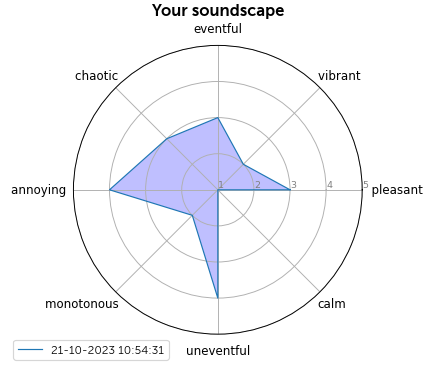 Your soundscape
eventful
chaotic
vibrant
annoying
1
2
3
4
5
pleasant
monotonous
calm
uneventful
21-10-2023 10:54:31